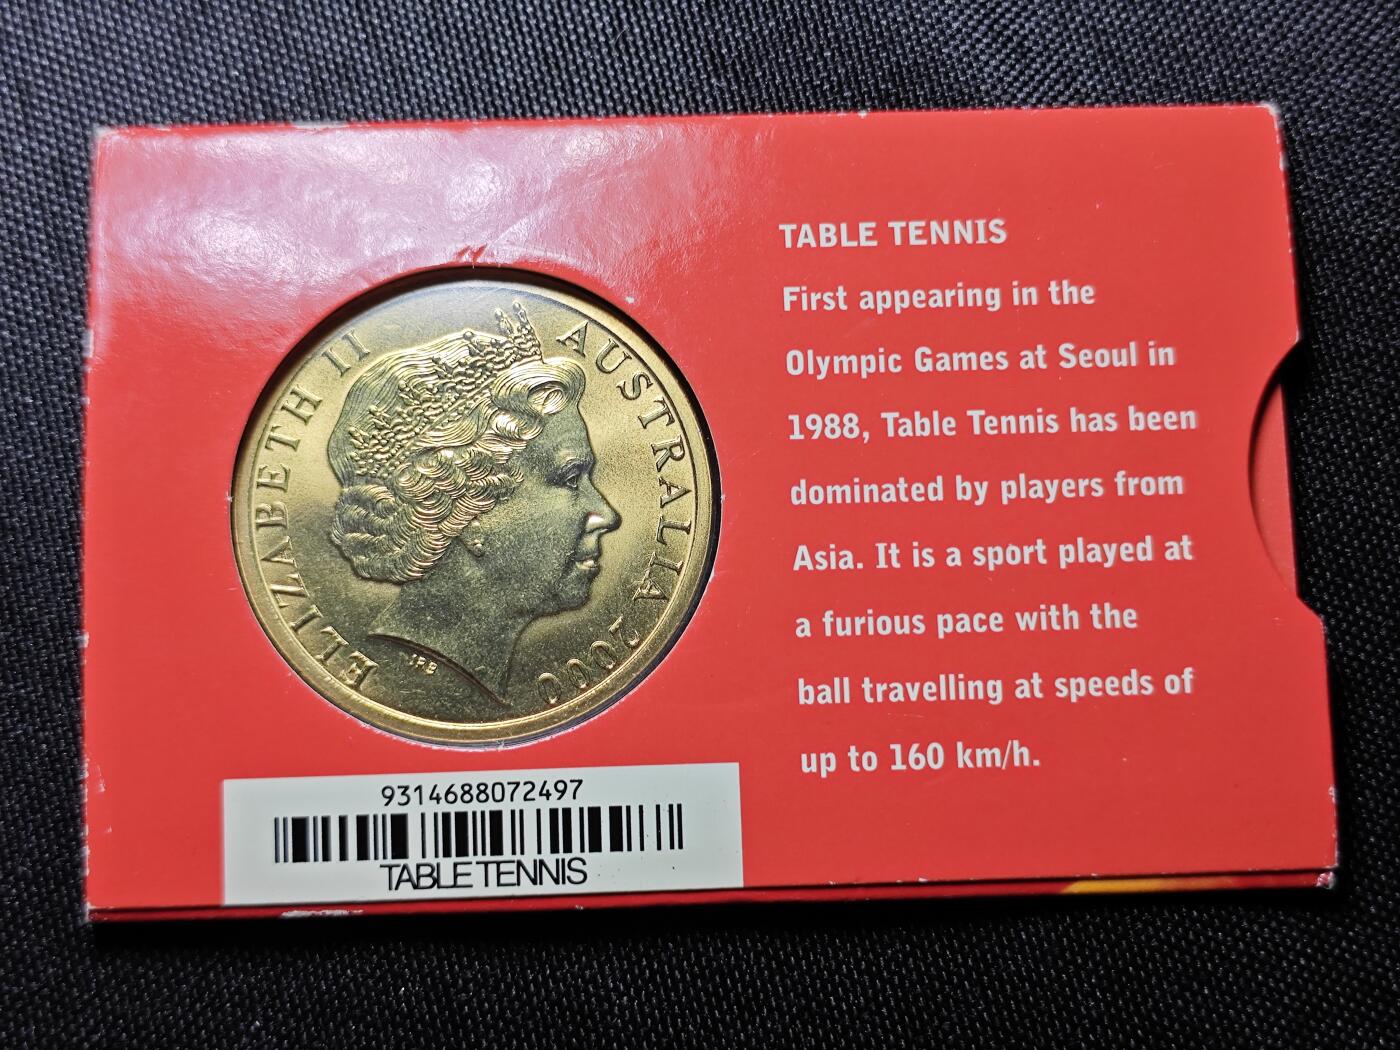 ELIZABETH II
AUSTRALIA 2000
IRB
9314688072497
TABLE TENNIS
TABLE TENNIS
First appearing in the
Olympic Games at Seoul in
1988, Table Tennis has been
dominated by players from
Asia. It is a sport played at
a furious pace with the
ball travelling at speeds of
up to 160 km/h.